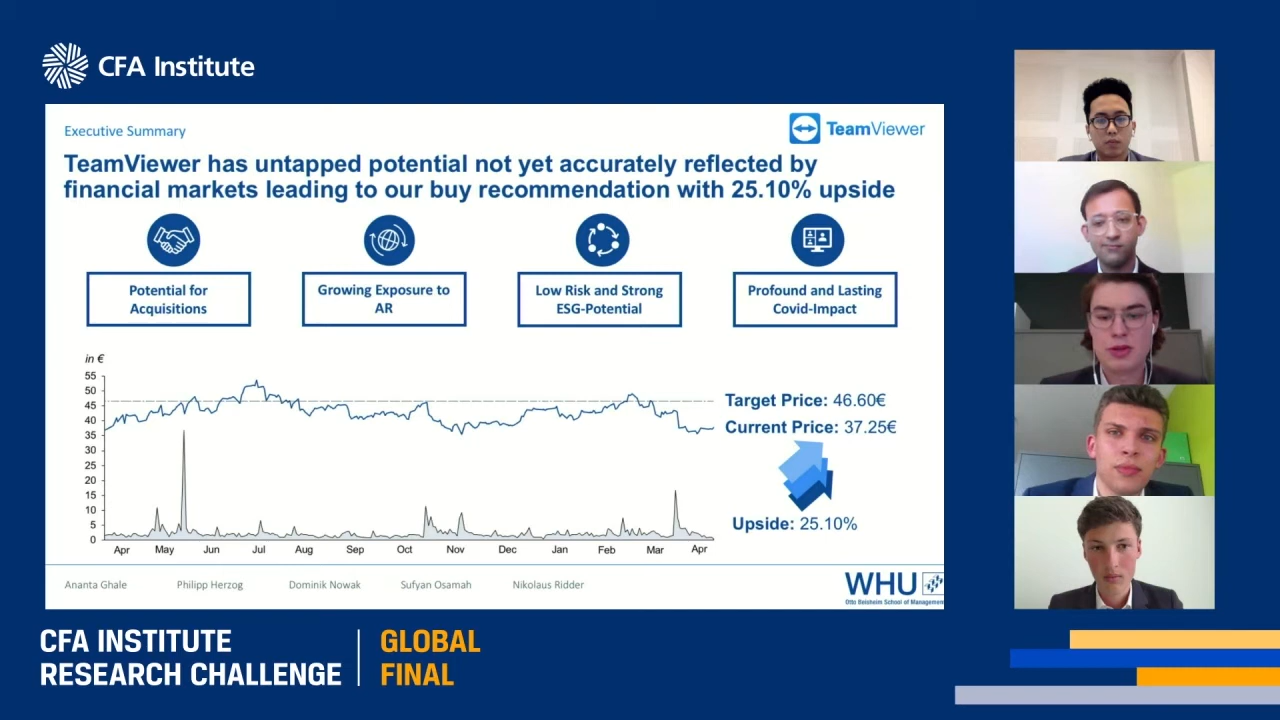 CFA Institute
Executive Summary
TeamViewer
TeamViewer has untapped potential not yet accurately reflected by
financial markets leading to our buy recommendation with 25.10% upside
Potential for
Acquisitions
Growing Exposure to
AR
Low Risk and Strong
ESG-Potential
Profound and Lasting
Covid-Impact
in €
55
50
45
40
35
30
25
20
15
10
5
0
Apr May Jun Jul Aug Sep Oct Nov Dec Jan Feb Mar Apr
Target Price: 46.60€
Current Price: 37.25€
Upside: 25.10%
Ananta Ghale Philipp Herzog Dominik Nowak Sufyan Osamah Nikolaus Ridder
WHU
Otto Beisheim School of Management
CFA INSTITUTE
RESEARCH CHALLENGE
GLOBAL
FINAL